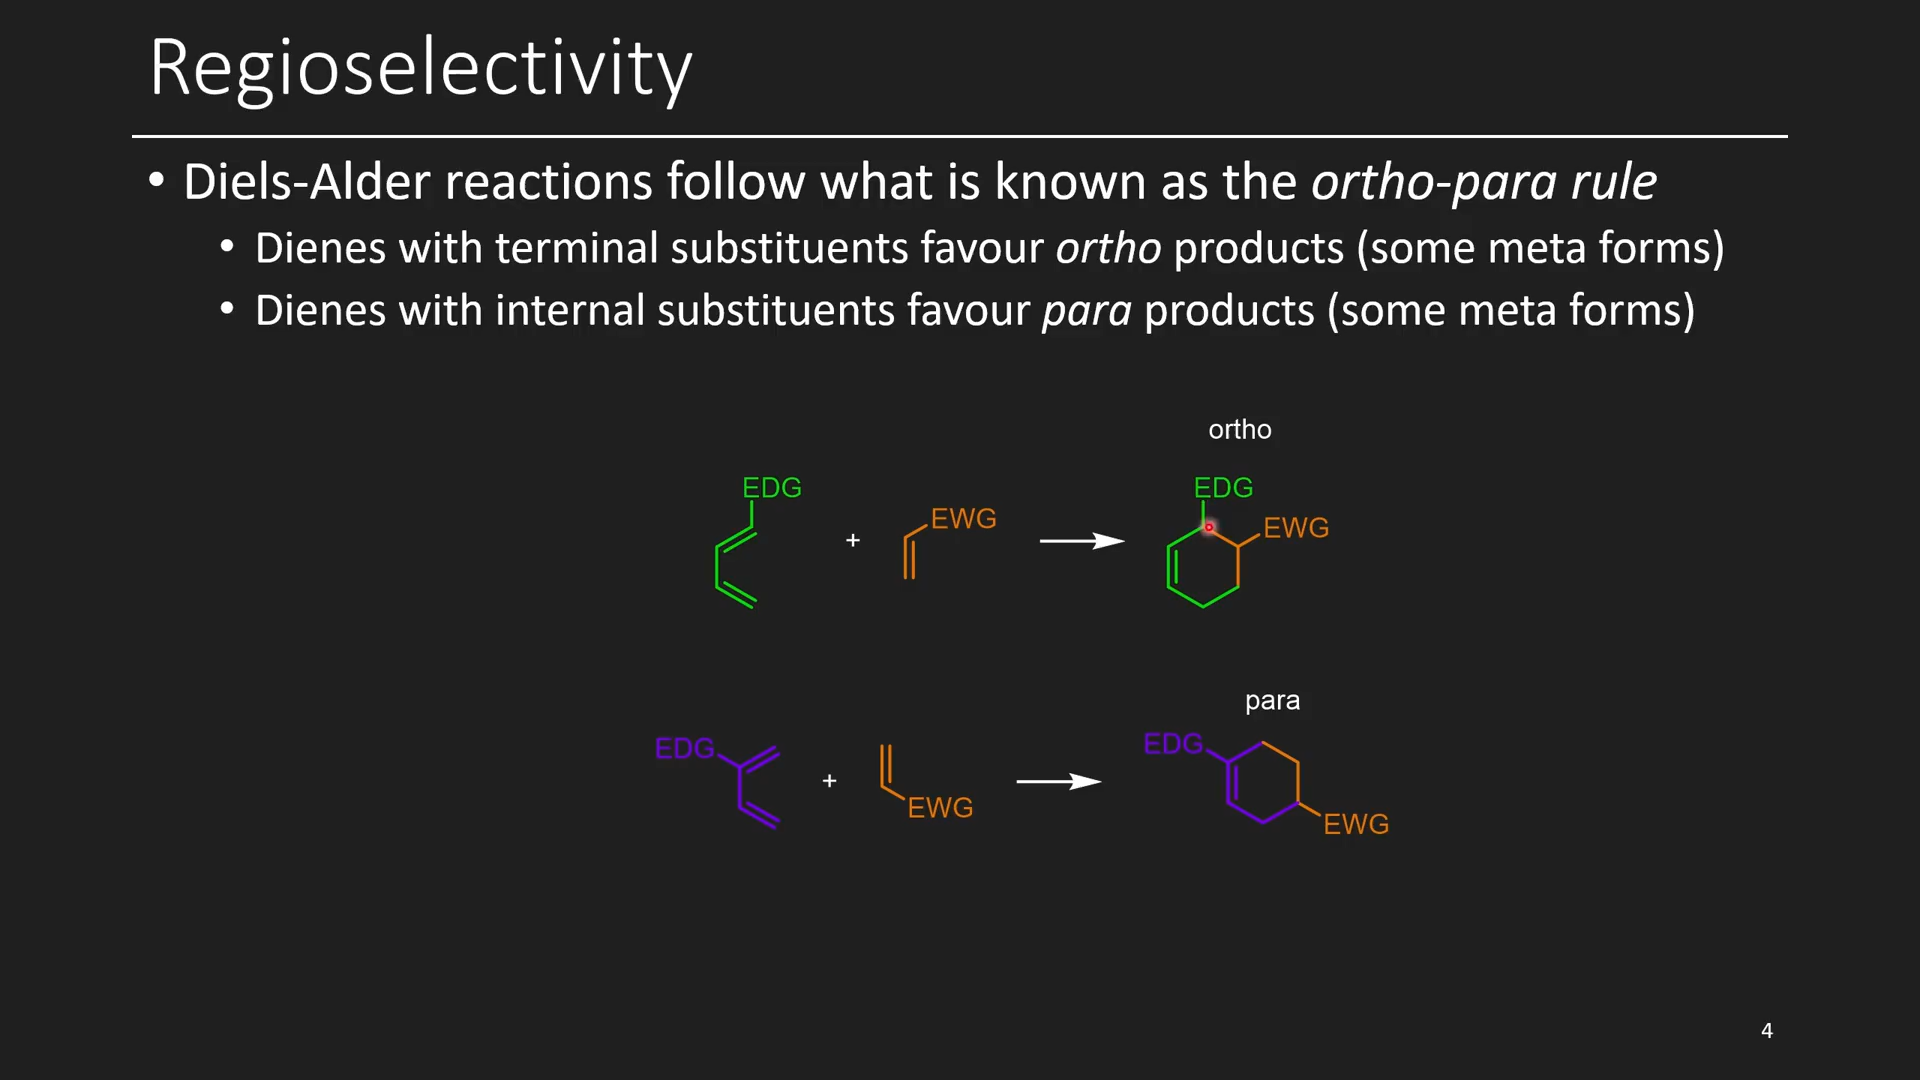 Regioselectivity
• Diels-Alder reactions follow what is known as the ortho-para rule
• Dienes with terminal substituents favour ortho products (some meta forms)
• Dienes with internal substituents favour para products (some meta forms)
ortho
EDG
+
EWG
EDG
EWG
para
EDG
+
EWG
EDG
EWG
4